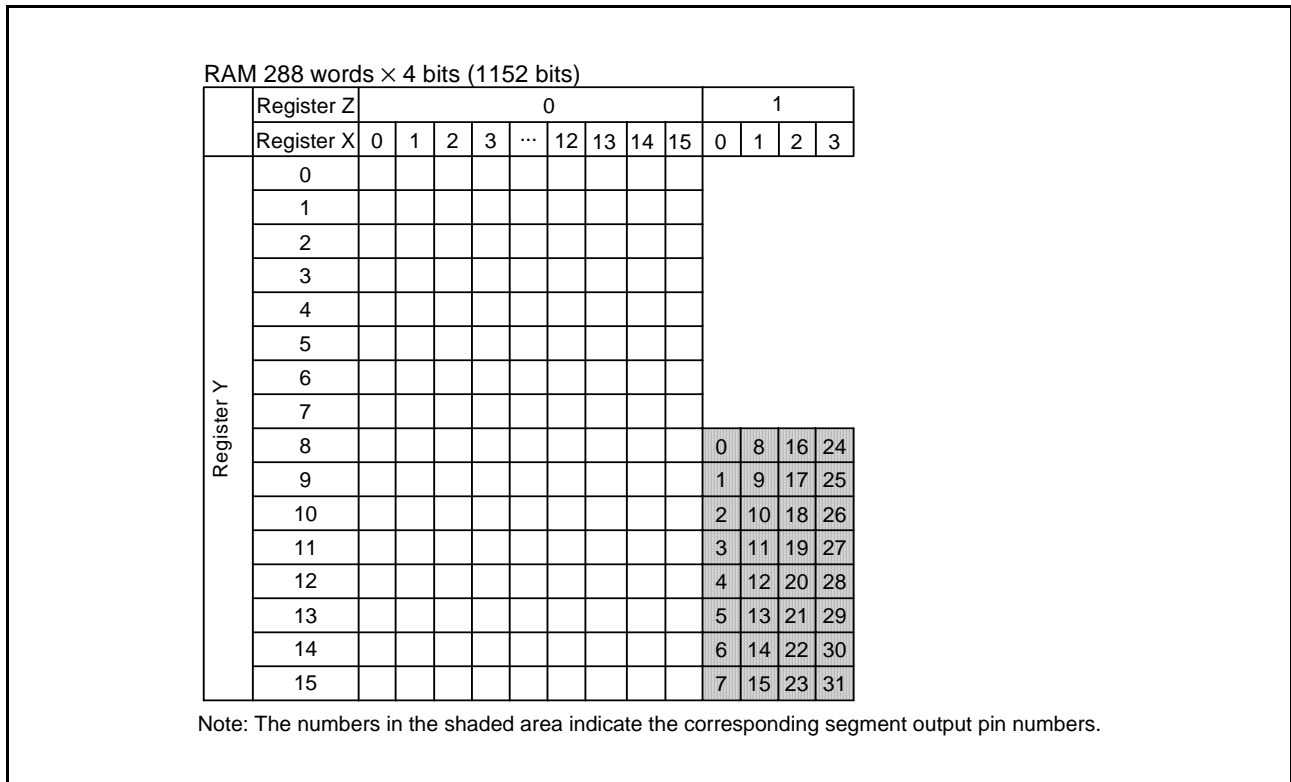 RAM 288 words × 4 bits (1152 bits)
Register Z 0 1
Register X 0 1 2 3 ... 12 13 14 15 0 1 2 3
Register Y
0
1
2
3
4
5
6
7
8 0 8 16 24
9 1 9 17 25
10 2 10 18 26
11 3 11 19 27
12 4 12 20 28
13 5 13 21 29
14 6 14 22 30
15 7 15 23 31
Note: The numbers in the shaded area indicate the corresponding segment output pin numbers.